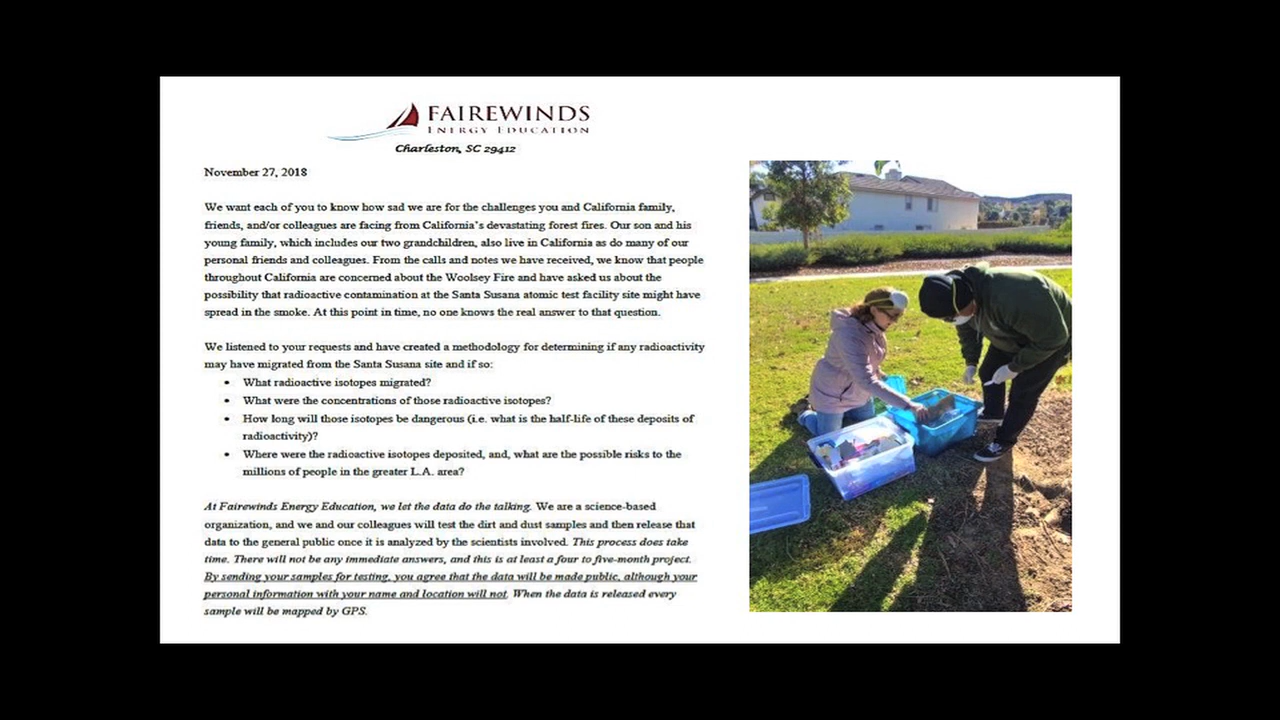 FAIREWINDS
ENERGY EDUCATION
Charleston, SC 29412
November 27, 2018
We want each of you to know how sad we are for the challenges you and California family,
friends, and/or colleagues are facing from California's devastating forest fires. Our son and his
young family, which includes our two grandchildren, also live in California as do many of our
personal friends and colleagues. From the calls and notes we have received, we know that people
throughout California are concerned about the Woolsey Fire and have asked us about the
possibility that radioactive contamination at the Santa Susana atomic test facility site might have
spread in the smoke. At this point in time, no one knows the real answer to that question.
We listened to your requests and have created a methodology for determining if any radioactivity
may have migrated from the Santa Susana site and if so:
• What radioactive isotopes migrated?
• What were the concentrations of those radioactive isotopes?
• How long will those isotopes be dangerous (i.e. what is the half-life of these deposits of
radioactivity)?
• Where were the radioactive isotopes deposited, and, what are the possible risks to the
millions of people in the greater L.A. area?
At Fairewinds Energy Education, we let the data do the talking. We are a science-based
organization, and we and our colleagues will test the dirt and dust samples and then release that
data to the general public once it is analyzed by the scientists involved. This process does take
time. There will not be any immediate answers, and this is at least a four to five-month project.
By sending your samples for testing, you agree that the data will be made public, although your
personal information with your name and location will not. When the data is released every
sample will be mapped by GPS.